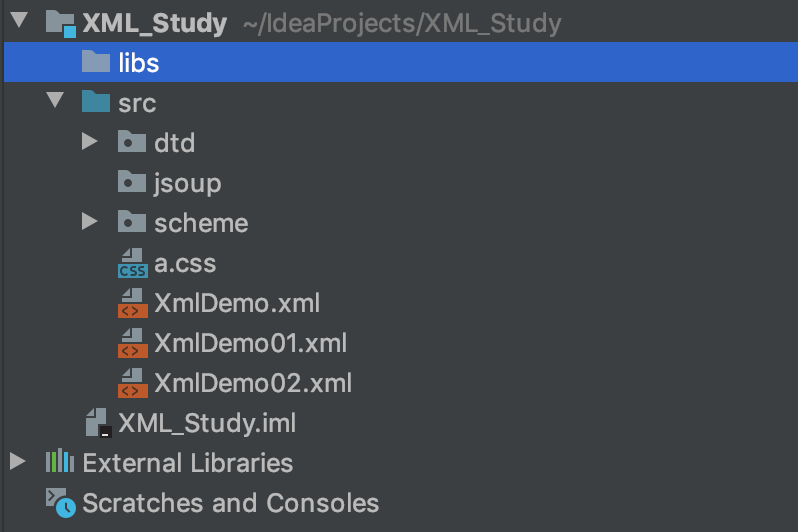 XML_Study ~/IdeaProjects/XML_Study
libs
src
dtd
jsoup
scheme
CSS a.css
<> XmlDemo.xml
<> XmlDemo01.xml
<> XmlDemo02.xml
XML_Study.iml
External Libraries
Scratches and Consoles